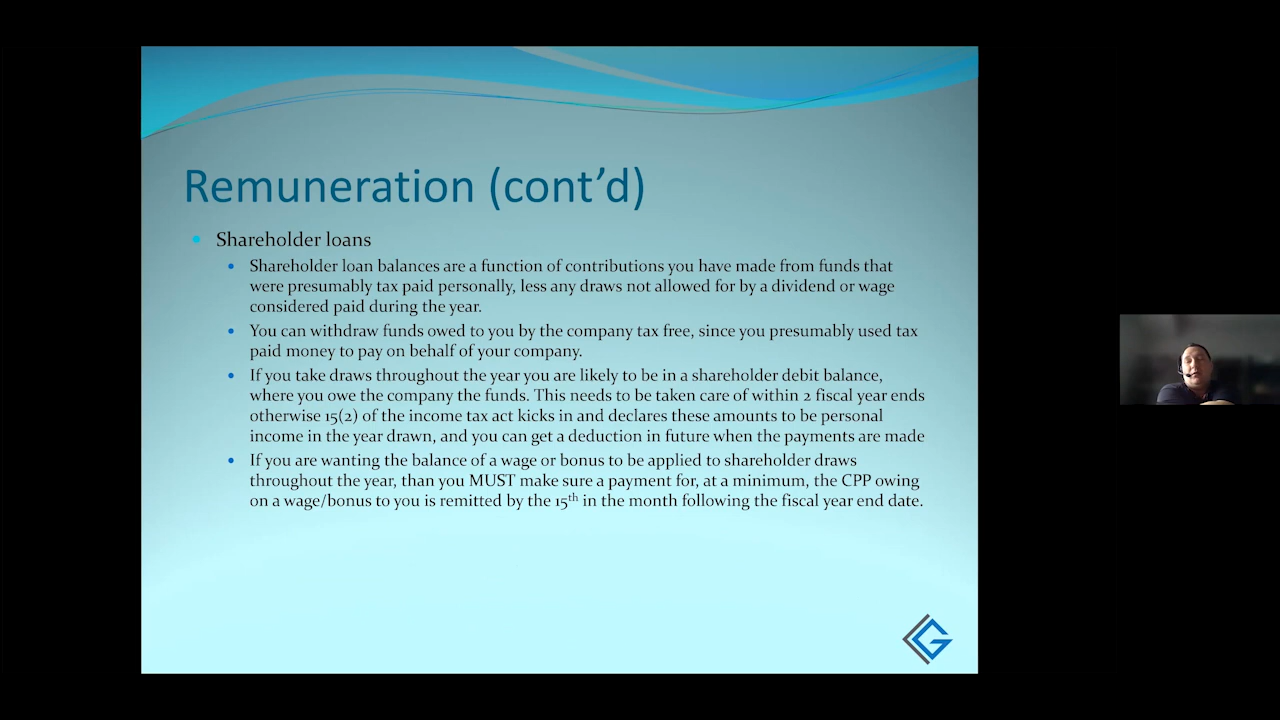 Remuneration (cont’d)
Shareholder loans
Shareholder loan balances are a function of contributions you have made from funds that
were presumably tax paid personally, less any draws not allowed for by a dividend or wage
considered paid during the year.
You can withdraw funds owed to you by the company tax free, since you presumably used tax
paid money to pay on behalf of your company.
If you take draws throughout the year you are likely to be in a shareholder debit balance,
where you owe the company the funds. This needs to be taken care of within 2 fiscal year ends
otherwise 15(2) of the income tax act kicks in and declares these amounts to be personal
income in the year drawn, and you can get a deduction in future when the payments are made
If you are wanting the balance of a wage or bonus to be applied to shareholder draws
throughout the year, than you MUST make sure a payment for, at a minimum, the CPP owing
on a wage/bonus to you is remitted by the 15th in the month following the fiscal year end date.